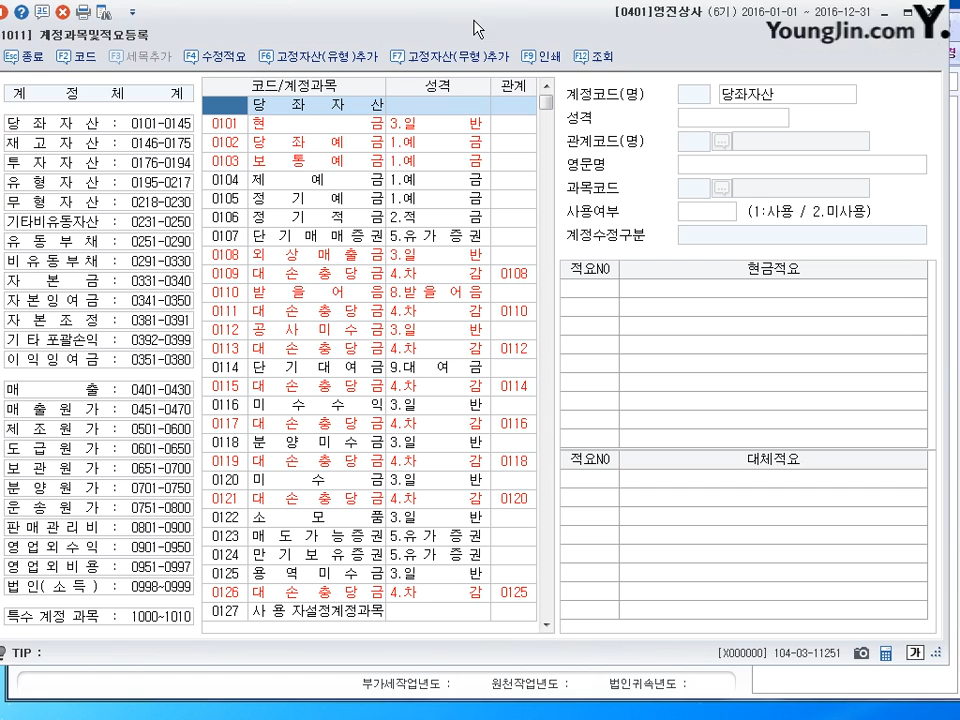 [0401]영진상사 (6기) 2016-01-01 ~ 2016-12-31
YoungJin.com Y.
1011] 계정과목및적요등록
Esc 종료 F2 코드 F3 세목추가 F4 수정적요 F6 고정자산(유형)추가 F7 고정자산(무형)추가 F9 인쇄 F12 조회
계 정 체 계
당 좌 자 산 : 0101-0145
재 고 자 산 : 0146-0175
투 자 자 산 : 0176-0194
유 형 자 산 : 0195-0217
무 형 자 산 : 0218-0230
기타비유동자산 : 0231-0250
유 동 부 채 : 0251-0290
비 유 동 부 채 : 0291-0330
자 본 금 : 0331-0340
자 본 잉 여 금 : 0341-0350
자 본 조 정 : 0381-0391
기 타 포괄손익 : 0392-0399
이 익 잉 여 금 : 0351-0380
매 출 : 0401-0430
매 출 원 가 : 0451-0470
제 조 원 가 : 0501-0600
도 급 원 가 : 0601-0650
보 관 원 가 : 0651-0700
분 양 원 가 : 0701-0750
운 송 원 가 : 0751-0800
판 매 관 리 비 : 0801-0900
영 업 외 수 익 : 0901-0950
영 업 외 비 용 : 0951-0997
법 인( 소 득 ) : 0998~0999
특수 계정 과목 : 1000~1010
코드/계정과목 성격 관계
당 좌 자 산
0101 현 금 3.일 반
0102 당 좌 예 금 1.예 금
0103 보 통 예 금 1.예 금
0104 제 예 금 1.예 금
0105 정 기 예 금 1.예 금
0106 정 기 적 금 2.적 금
0107 단 기 매 매 증 권 5.유 가 증 권
0108 외 상 매 출 금 3.일 반
0109 대 손 충 당 금 4.차 감 0108
0110 받 을 어 음 8.받 을 어 음
0111 대 손 충 당 금 4.차 감 0110
0112 공 사 미 수 금 3.일 반
0113 대 손 충 당 금 4.차 감 0112
0114 단 기 대 여 금 9.대 여 금
0115 대 손 충 당 금 4.차 감 0114
0116 미 수 수 익 3.일 반
0117 대 손 충 당 금 4.차 감 0116
0118 분 양 미 수 금 3.일 반
0119 대 손 충 당 금 4.차 감 0118
0120 미 수 금 3.일 반
0121 대 손 충 당 금 4.차 감 0120
0122 소 모 품 3.일 반
0123 매 도 가 능 증 권 5.유 가 증 권
0124 만 기 보 유 증 권 5.유 가 증 권
0125 용 역 미 수 금 3.일 반
0126 대 손 충 당 금 4.차 감 0125
0127 사 용 자설정계정과목
계정코드(명) 당좌자산
성격
관계코드(명)
영문명
과목코드
사용여부 (1:사용 / 2.미사용)
계정수정구분
적요NO 현금적요
적요NO 대체적요
TIP : [X000000] 104-03-11251 가
부가세작업년도 : 원천작업년도 : 법인귀속년도 :